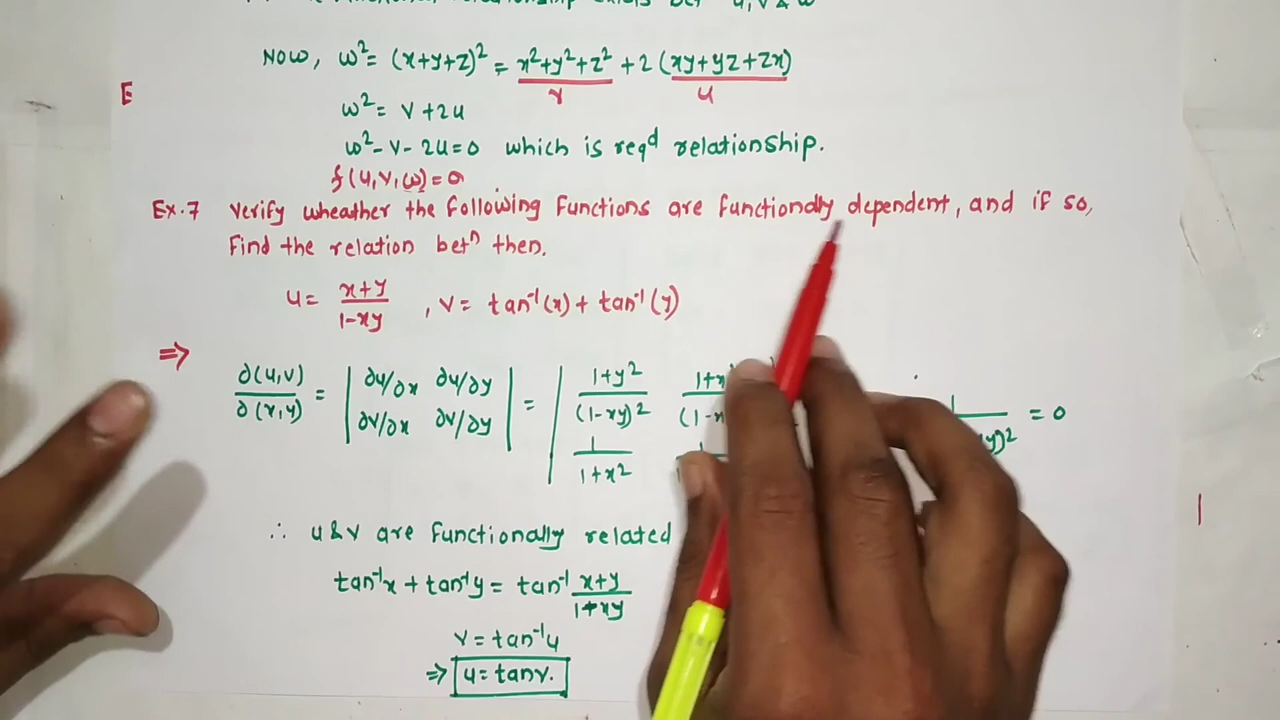 NOW, w² = (x+y+z)² = x²+y²+z² + 2 (xy+yz+zx)
E
v u
w² = v + 2u
w² - v - 2u = 0 which is reqd relationship.
f(u,v,w) = 0
Ex.7 Verify wheather the following functions are functionally dependent, and if so,
Find the relation betn then.
u = x+y / 1-xy , v = tan⁻¹(x) + tan⁻¹(y)
⇒
∂(u,v) / ∂(x,y) = | ∂u/∂x ∂u/∂y | = | 1+y² / (1-xy)²
| ∂v/∂x ∂v/∂y | | 1 / 1+x² = 0
∴ u & v are functionally related
tan⁻¹x + tan⁻¹y = tan⁻¹ x+y / 1-xy
v = tan⁻¹u
⇒ u = tanv.